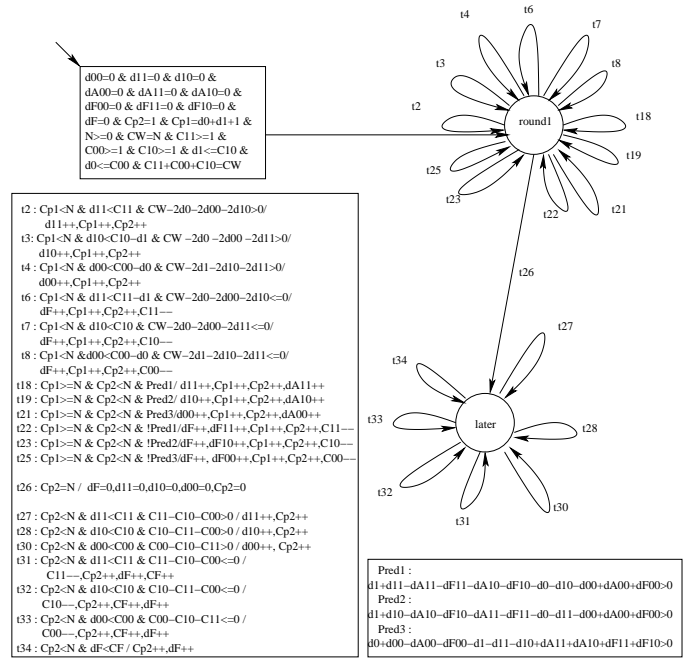 d00=0 & d11=0 & d10=0 &
dA00=0 & dA11=0 & dA10=0 &
dF00=0 & dF11=0 & dF10=0 &
dF=0 & Cp2=1 & Cp1=d0+d1+1 &
N>=0 & CW=N & C11>=1 &
C00>=1 & C10>=1 & d1<=C10 &
d0<=C00 & C11+C00+C10=CW
t4
t6
t7
t3
t8
t2
round1
t18
t19
t25
t23
t22
t21
t26
t27
t34
t33
later
t28
t32
t31
t30
t2 : Cp1<N & d11<C11 & CW−2d0−2d00−2d10>0/
d11++,Cp1++,Cp2++
t3: Cp1<N & d10<C10−d1 & CW −2d0 −2d00 −2d11>0/
d10++,Cp1++,Cp2++
t4 : Cp1<N & d00<C00−d0 & CW−2d1−2d10−2d11>0/
d00++,Cp1++,Cp2++
t6 : Cp1<N & d11<C11−d1 & CW−2d0−2d00−2d10<=0/
dF++,Cp1++,Cp2++,C11−−
t7 : Cp1<N & d10<C10 & CW−2d0−2d00−2d11<=0/
dF++,Cp1++,Cp2++,C10−−
t8 : Cp1<N &d00<C00−d0 & CW−2d1−2d10−2d11<=0/
dF++,Cp1++,Cp2++,C00−−
t18 : Cp1>=N & Cp2<N & Pred1/ d11++,Cp1++,Cp2++,dA11++
t19 : Cp1>=N & Cp2<N & Pred2/ d10++,Cp1++,Cp2++,dA10++
t21 : Cp1>=N & Cp2<N & Pred3/d00++,Cp1++,Cp2++,dA00++
t22 : Cp1>=N & Cp2<N & !Pred1/dF++,dF11++,Cp1++,Cp2++,C11−−
t23 : Cp1>=N & Cp2<N & !Pred2/dF++,dF10++,Cp1++,Cp2++,C10−−
t25 : Cp1>=N & Cp2<N & !Pred3/dF++, dF00++,Cp1++,Cp2++,C00−−
t26 : Cp2=N / dF=0,d11=0,d10=0,d00=0,Cp2=0
t27 : Cp2<N & d11<C11 & C11−C10−C00>0 / d11++,Cp2++
t28 : Cp2<N & d10<C10 & C10−C11−C00>0 / d10++,Cp2++
t30 : Cp2<N & d00<C00 & C00−C10−C11>0 / d00++, Cp2++
t31 : Cp2<N & d11<C11 & C11−C10−C00<=0 /
C11−−,Cp2++,dF++,CF++
t32 : Cp2<N & d10<C10 & C10−C11−C00<=0 /
C10−−,Cp2++,CF++,dF++
t33 : Cp2<N & d00<C00 & C00−C10−C11<=0 /
C00−−,Cp2++,CF++,dF++
t34 : Cp2<N & dF<CF / Cp2++,dF++
Pred1 :
d1+d11−dA11−dF11−dA10−dF10−d0−d10−d00+dA00+dF00>0
Pred2 :
d1+d10−dA10−dF10−dA11−dF11−d0−d11−d00+dA00+dF00>0
Pred3 :
d0+d00−dA00−dF00−d1−d11−d10+dA11+dA10+dF11+dF10>0